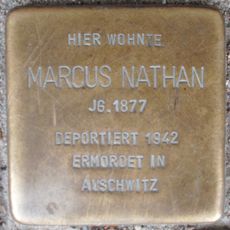 HIER WOHNTE
MARCUS NATHAN
JG. 1877
DEPORTIERT 1942
ERMORDET IN
AUSCHWITZ